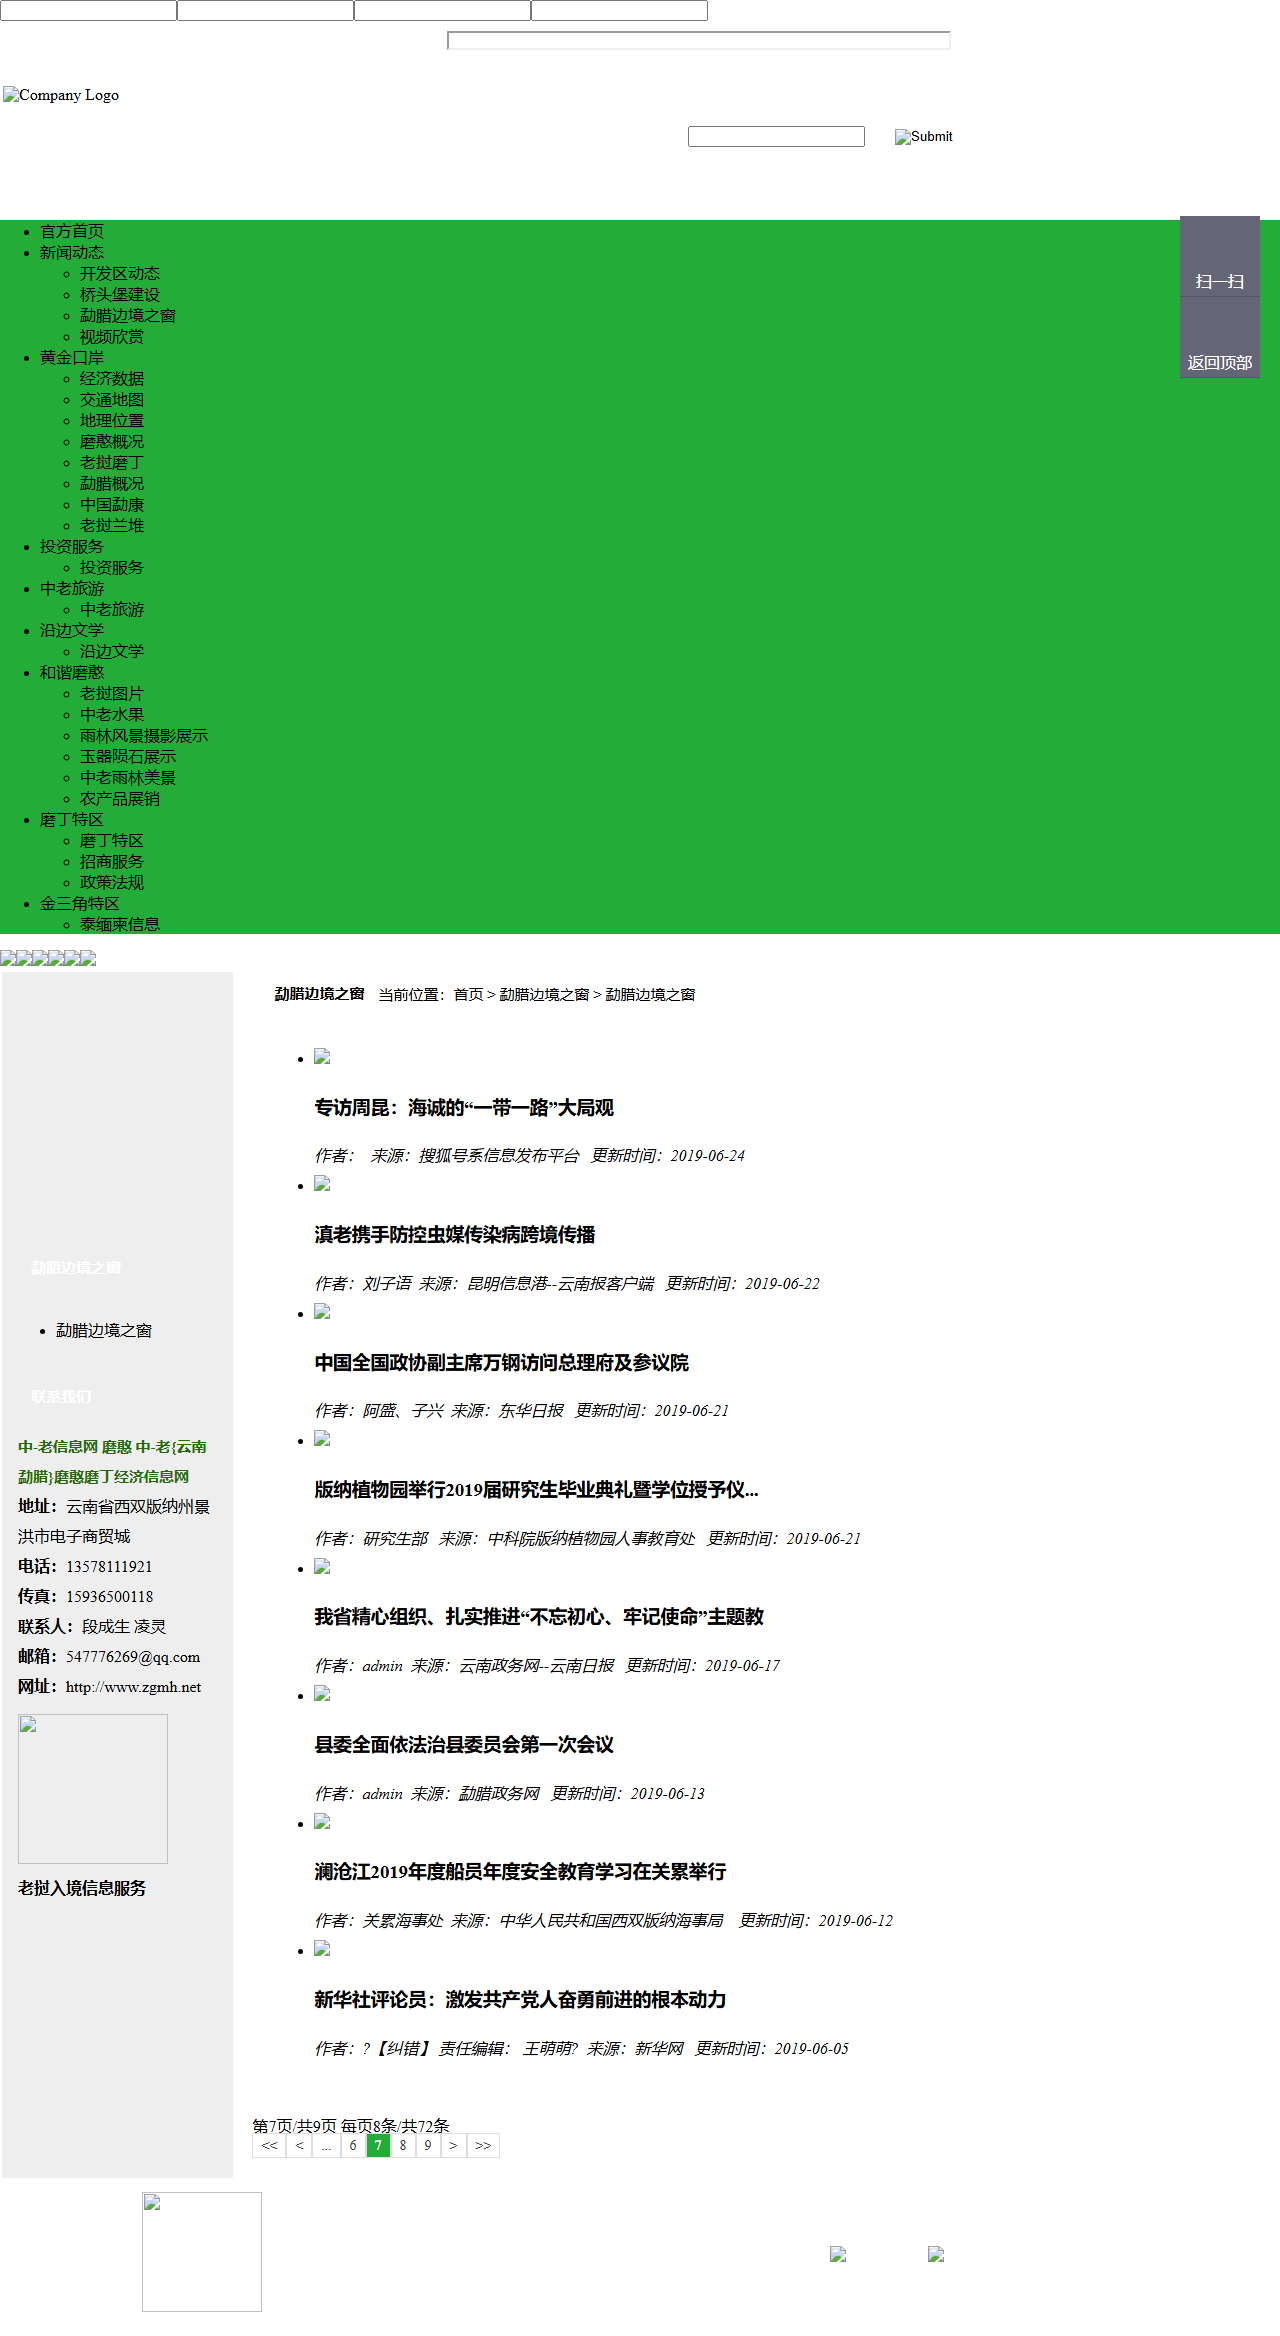 Company Logo
Submit
官方首页
新闻动态
开发区动态
桥头堡建设
勐腊边境之窗
视频欣赏
黄金口岸
经济数据
交通地图
地理位置
磨憨概况
老挝磨丁
勐腊概况
中国勐康
老挝兰堆
投资服务
投资服务
中老旅游
中老旅游
沿边文学
沿边文学
和谐磨憨
老挝图片
中老水果
雨林风景摄影展示
玉器陨石展示
中老雨林美景
农产品展销
磨丁特区
磨丁特区
招商服务
政策法规
金三角特区
泰缅柬信息
扫一扫
返回顶部
勐腊边境之窗
勐腊边境之窗
联系我们
中-老信息网 磨憨 中-老{云南
勐腊}磨憨磨丁经济信息网
地址：云南省西双版纳州景
洪市电子商贸城
电话：13578111921
传真：15936500118
联系人：段成生 凌灵
邮箱：547776269@qq.com
网址：http://www.zgmh.net
老挝入境信息服务
勐腊边境之窗 当前位置：首页 > 勐腊边境之窗 > 勐腊边境之窗
专访周昆：海诚的“一带一路”大局观
作者： 来源：搜狐号系信息发布平台 更新时间：2019-06-24
滇老携手防控虫媒传染病跨境传播
作者：刘子语 来源：昆明信息港--云南报客户端 更新时间：2019-06-22
中国全国政协副主席万钢访问总理府及参议院
作者：阿盛、子兴 来源：东华日报 更新时间：2019-06-21
版纳植物园举行2019届研究生毕业典礼暨学位授予仪...
作者：研究生部 来源：中科院版纳植物园人事教育处 更新时间：2019-06-21
我省精心组织、扎实推进“不忘初心、牢记使命”主题教
作者：admin 来源：云南政务网--云南日报 更新时间：2019-06-17
县委全面依法治县委员会第一次会议
作者：admin 来源：勐腊政务网 更新时间：2019-06-13
澜沧江2019年度船员年度安全教育学习在关累举行
作者：关累海事处 来源：中华人民共和国西双版纳海事局 更新时间：2019-06-12
新华社评论员：激发共产党人奋勇前进的根本动力
作者：?【纠错】 责任编辑： 王萌萌? 来源：新华网 更新时间：2019-06-05
第7页/共9页 每页8条/共72条
<< < ... 6 7 8 9 > >>